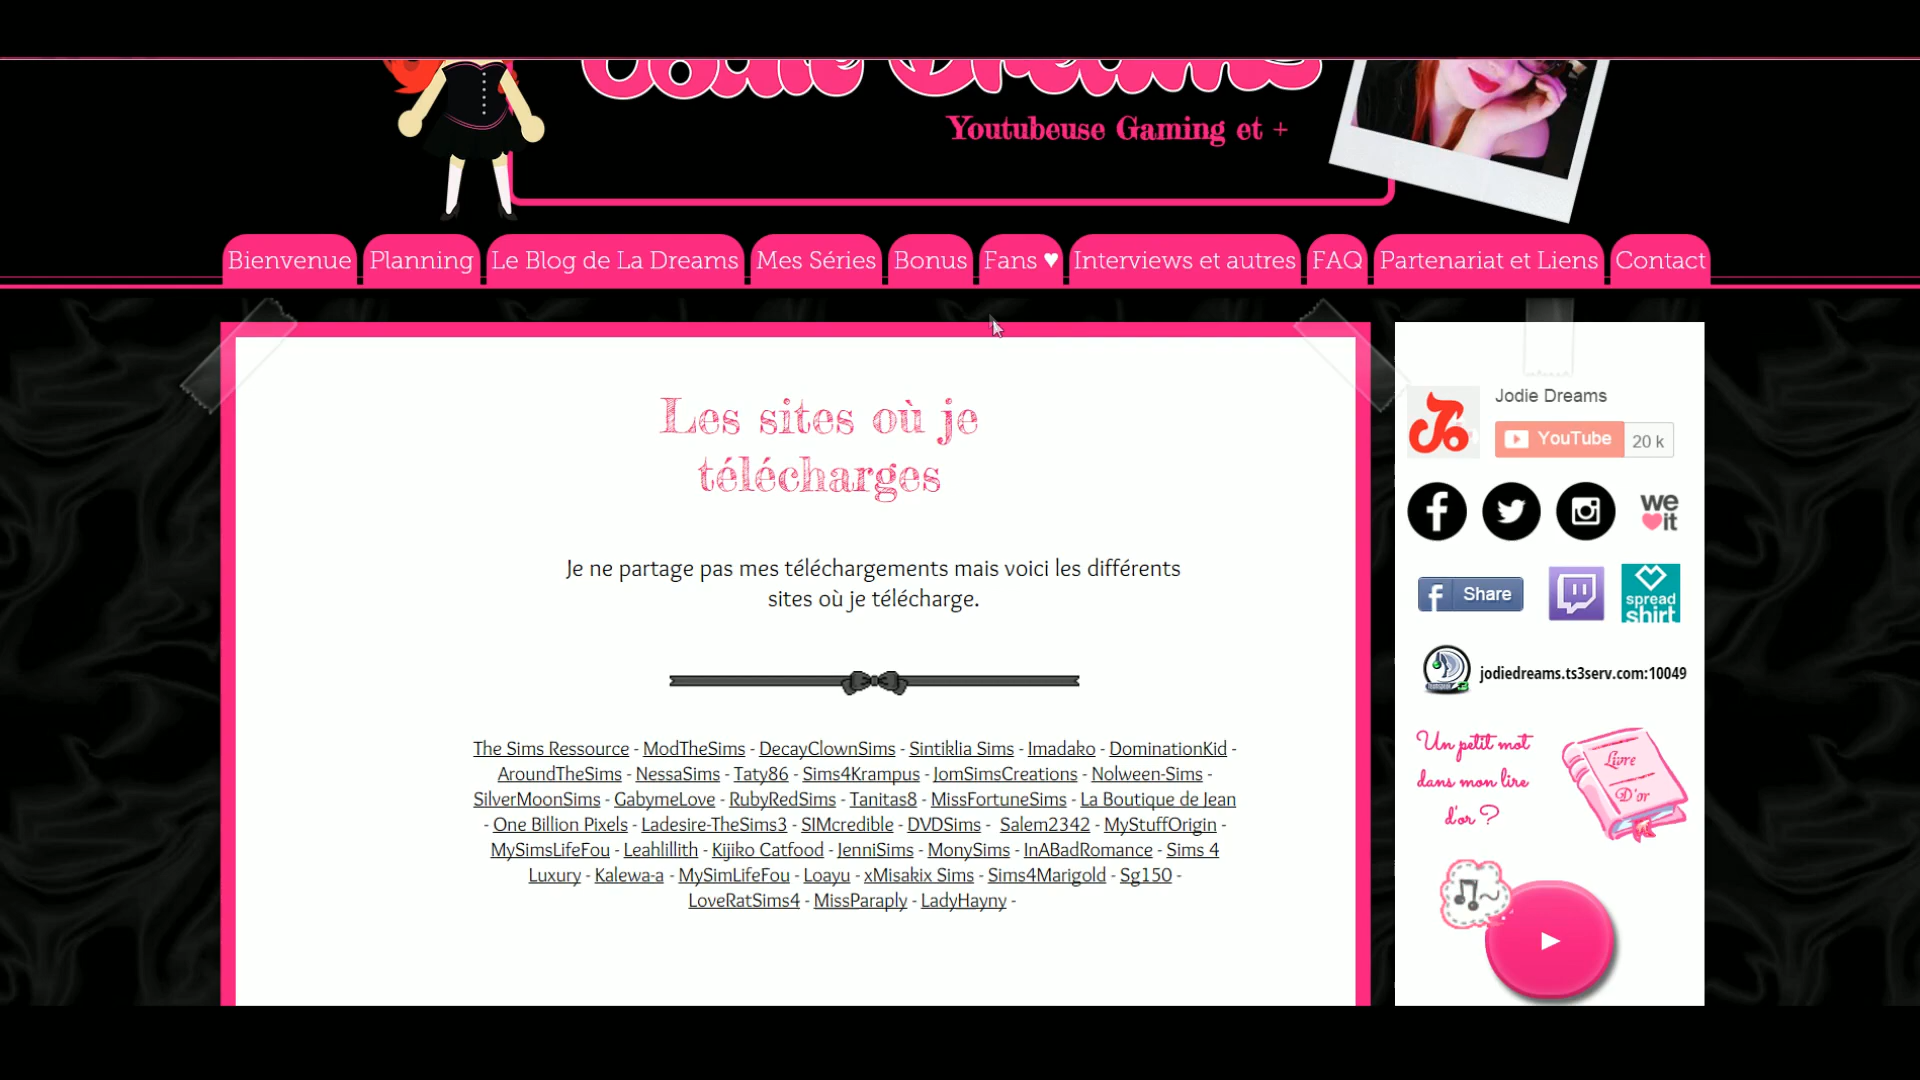 Jodie Dreams
Youtubeuse Gaming et +
Bienvenue Planning Le Blog de La Dreams Mes Séries Bonus Fans ♥ Interviews et autres FAQ Partenariat et Liens Contact
Les sites où je
télécharges
Je ne partage pas mes téléchargements mais voici les différents
sites où je télécharge.
The Sims Ressource - ModTheSims - DecayClownSims - Sintiklia Sims - Imadako - DominationKid -
AroundTheSims - NessaSims - Taty86 - Sims4Krampus - JomSimsCreations - Nolween-Sims -
SilverMoonSims - GabymeLove - RubyRedSims - Tanitas8 - MissFortuneSims - La Boutique de Jean
- One Billion Pixels - Ladesire-TheSims3 - SIMcredible - DVDSims - Salem2342 - MyStuffOrigin -
MySimsLifeFou - Leahlillith - Kijiko Catfood - JenniSims - MonySims - InABadRomance - Sims 4
Luxury - Kalewa-a - MySimLifeFou - Loayu - xMisakix Sims - Sims4Marigold - Sg150 -
LoveRatSims4 - MissParaply - LadyHayny -
Jo
Jodie Dreams
YouTube 20 k
we
it
Share
spread
shirt
jodiedreams.ts3serv.com:10049
Un petit mot
dans mon lire
d'or ?
Livre
D'or